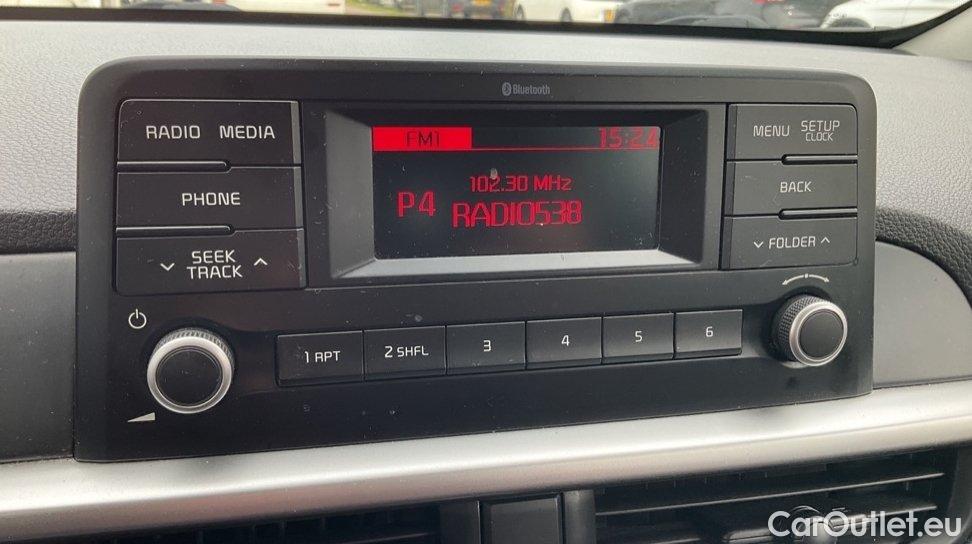 Bluetooth
RADIO MEDIA
PHONE
SEEK
TRACK
FM1 15:24
102.30 MHz
P4 RADIO538
MENU SETUP
CLOCK
BACK
FOLDER
1 RPT 2 SHFL 3 4 5 6
CarOutlet.eu